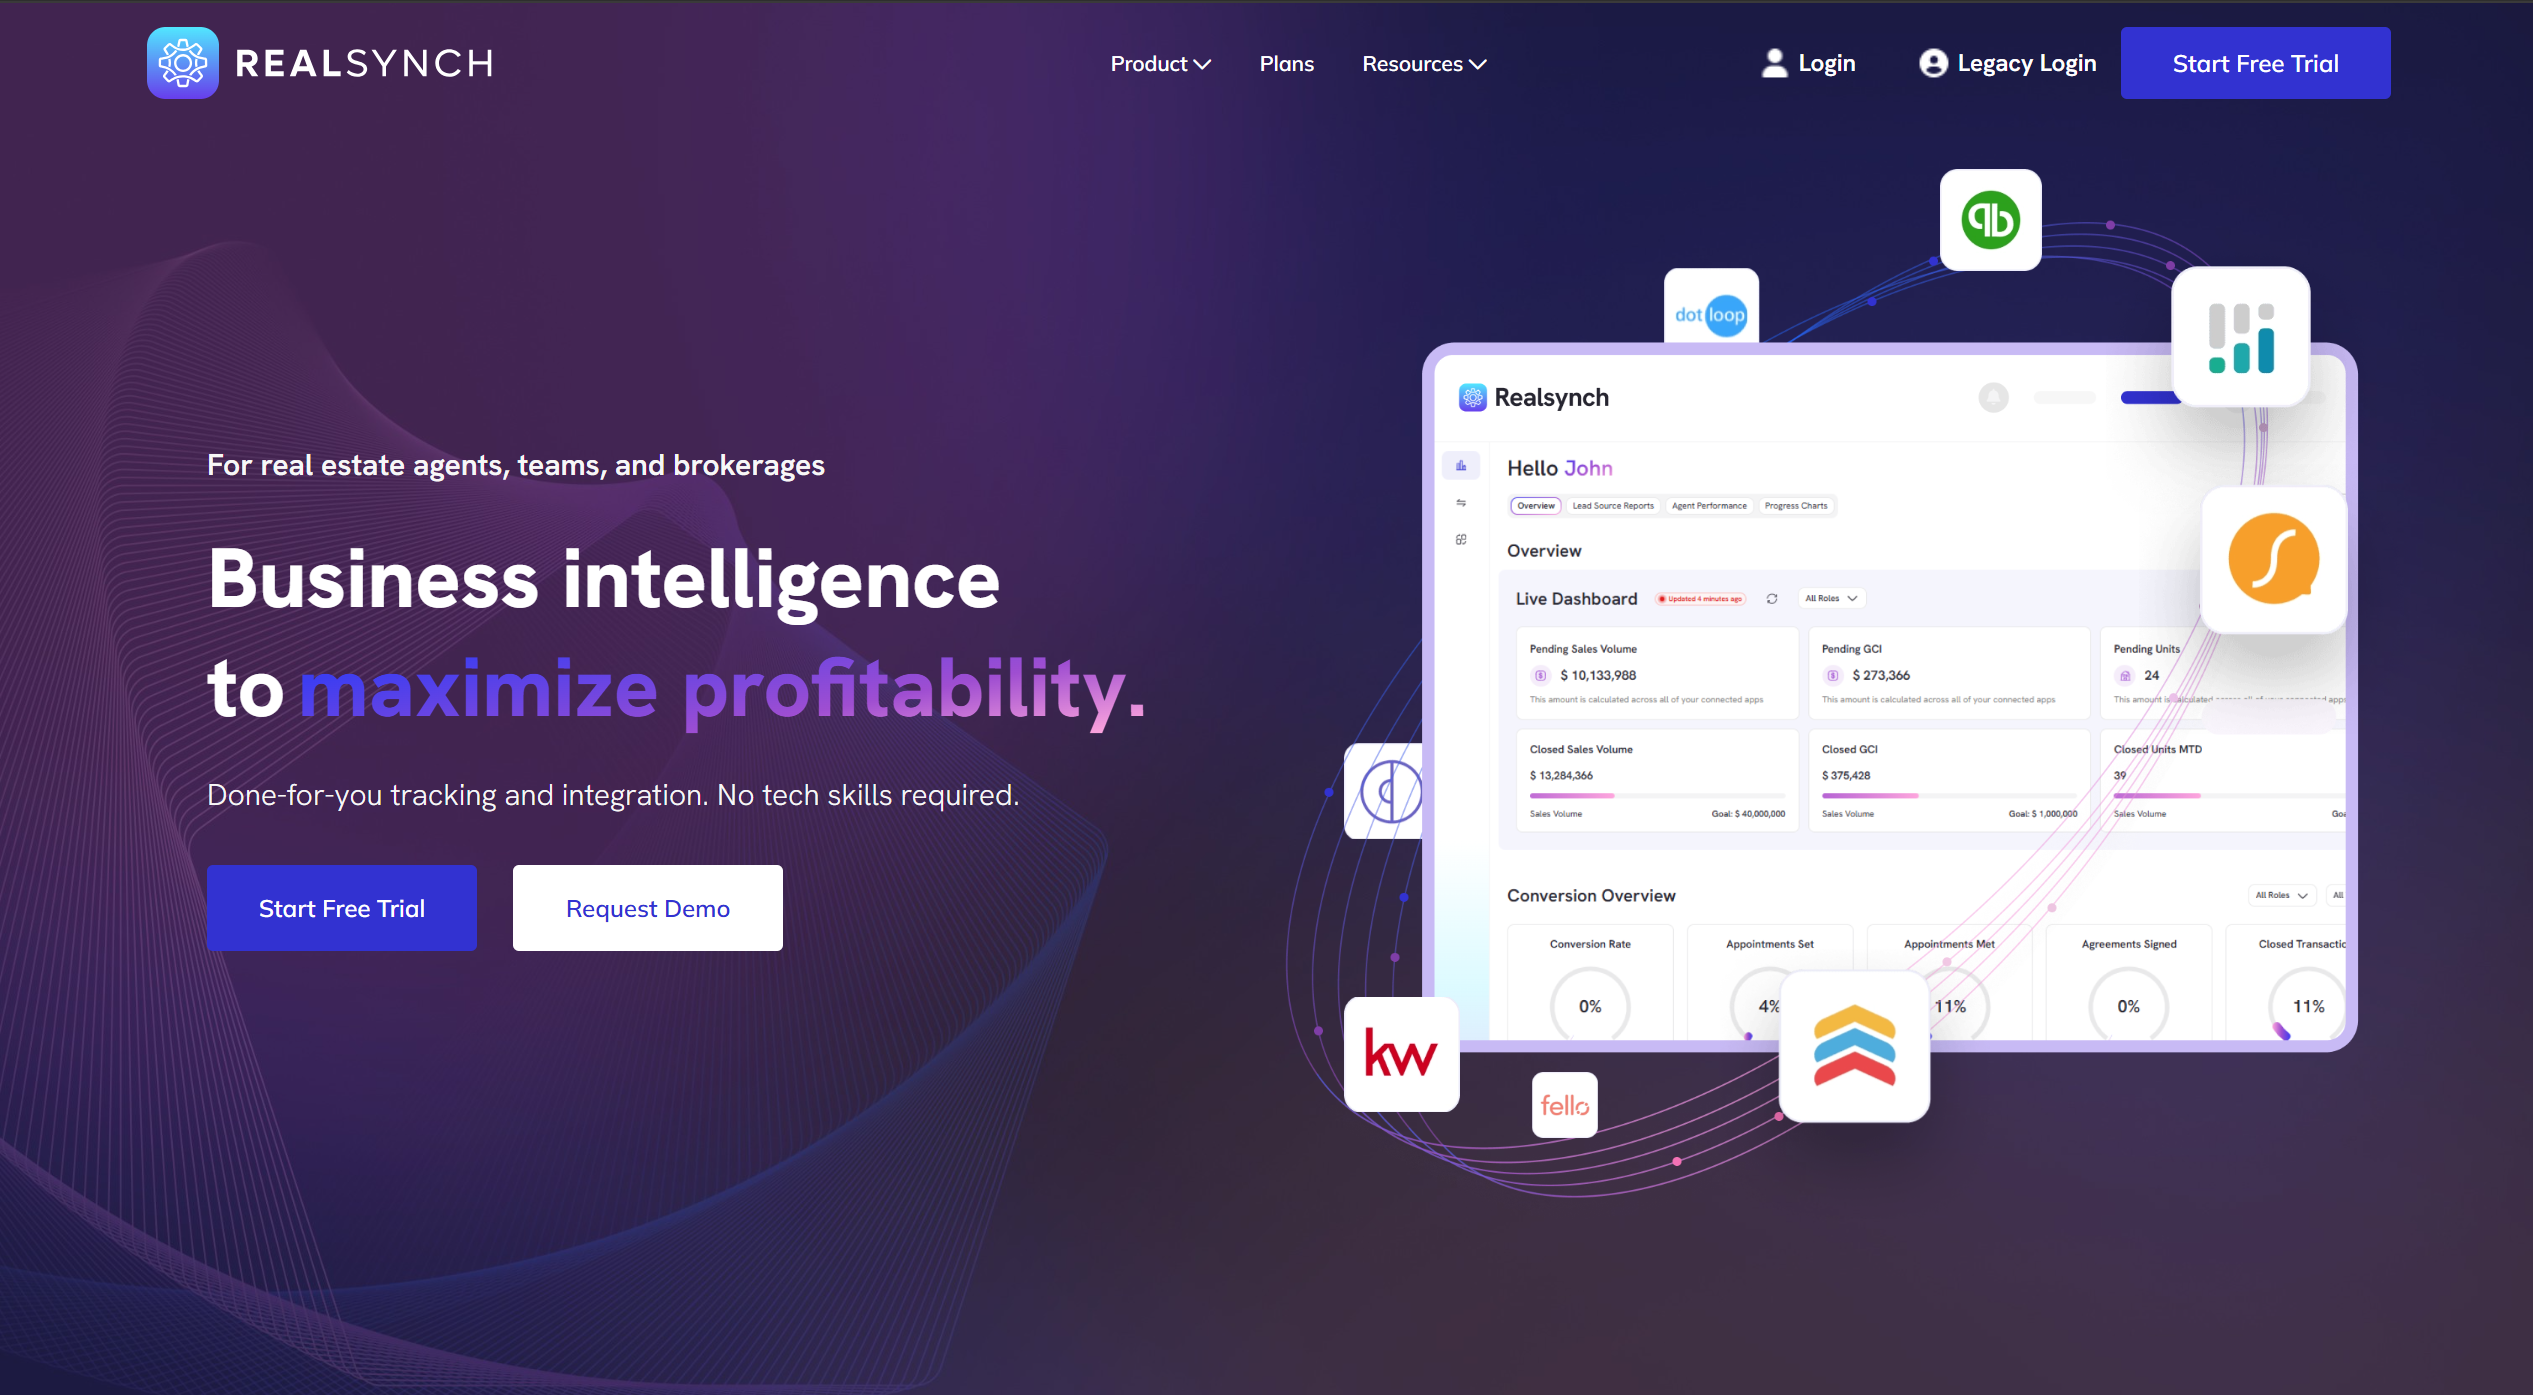 REALSYNCH
Product
Plans
Resources
Login
Legacy Login
Start Free Trial
For real estate agents, teams, and brokerages
Business intelligence
to maximize profitability.
Done-for-you tracking and integration. No tech skills required.
Start Free Trial
Request Demo
qb
dotloop
Realsynch
Hello John
Overview
Lead Source Reports
Agent Performance
Progress Charts
Overview
Live Dashboard
Updated 4 minutes ago
All Roles
Pending Sales Volume
$ 10,133,988
This amount is calculated across all of your connected apps
Pending GCI
$ 273,366
This amount is calculated across all of your connected apps
Pending Units
24
This amount is calculated across all of your connected apps
Closed Sales Volume
$ 13,284,366
Sales Volume
Goal: $ 40,000,000
Closed GCI
$ 375,428
Sales Volume
Goal: $ 1,000,000
Closed Units MTD
39
Sales Volume
Conversion Overview
All Roles
All
Conversion Rate
0%
Appointments Set
4%
Appointments Met
11%
Agreements Signed
0%
Closed
11%
kw
fello